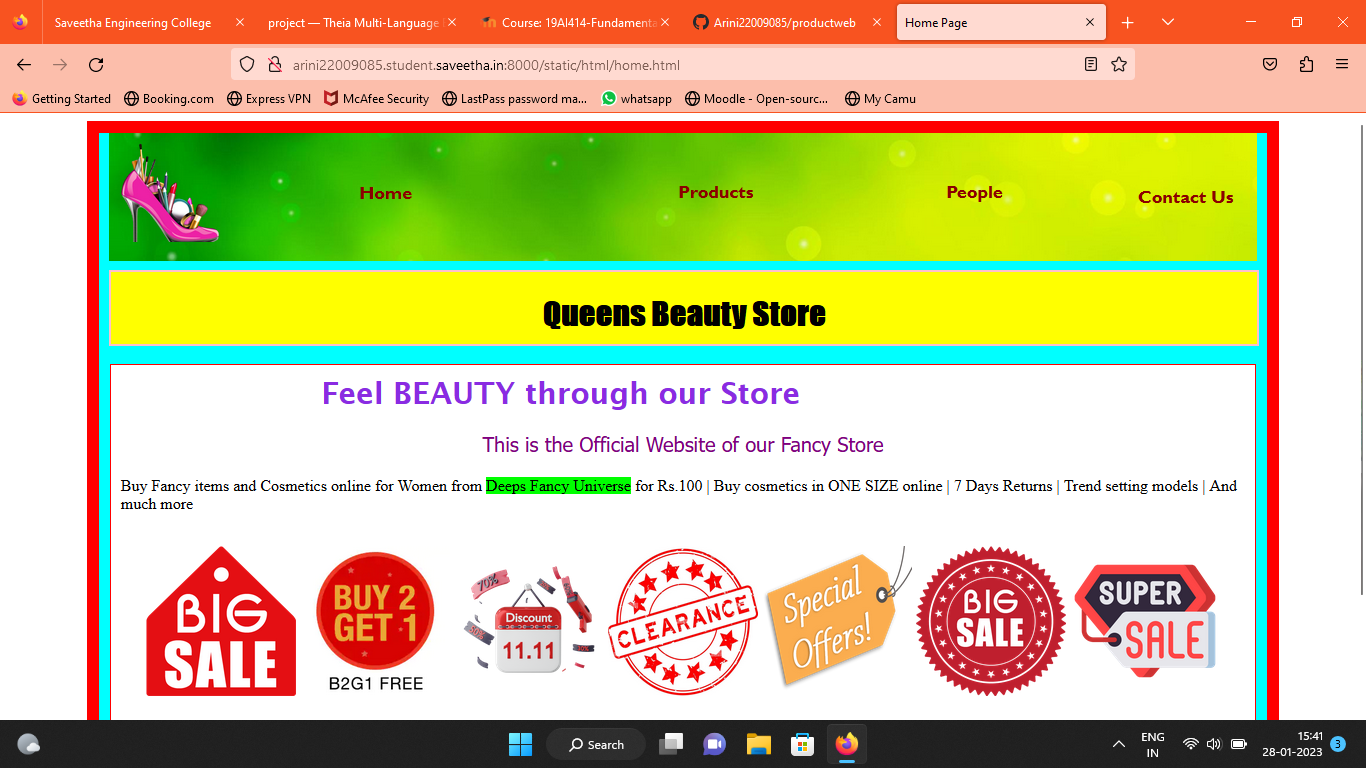 Saveetha Engineering College
project — Theia Multi-Language
Course: 19AI414-Fundamenta
Arini22009085/productweb
Home Page
arini22009085.student.saveetha.in:8000/static/html/home.html
Getting Started
Booking.com
Express VPN
McAfee Security
LastPass password ma...
whatsapp
Moodle - Open-sourc...
My Camu
Home
Products
People
Contact Us
Queens Beauty Store
Feel BEAUTY through our Store
This is the Official Website of our Fancy Store
Buy Fancy items and Cosmetics online for Women from Deeps Fancy Universe for Rs.100 | Buy cosmetics in ONE SIZE online | 7 Days Returns | Trend setting models | And
much more
BIG
SALE
BUY 2
GET 1
B2G1 FREE
70%
50%
Discount
11.11
CLEARANCE
Special
Offers!
BIG
SALE
SUPER
SALE
Search
ENG
IN
15:41
28-01-2023
3